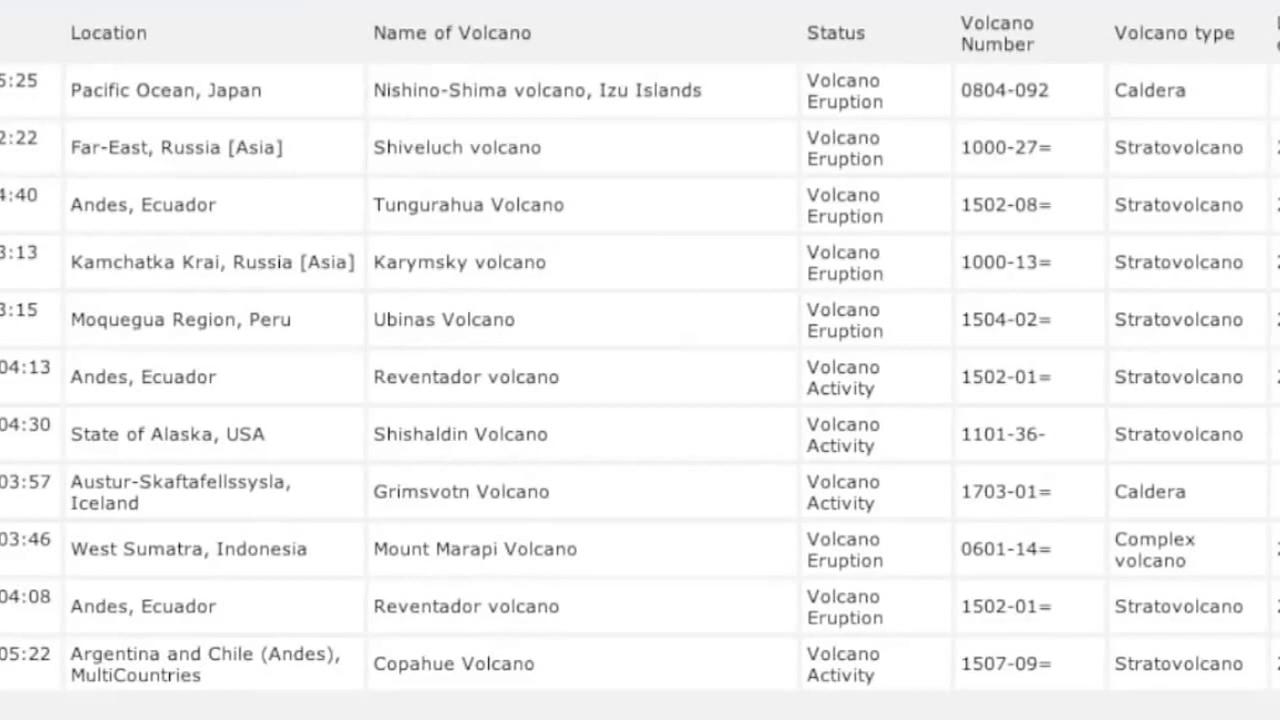 Location Name of Volcano Status Volcano Number Volcano type
5:25 Pacific Ocean, Japan Nishino-Shima volcano, Izu Islands Volcano Eruption 0804-092 Caldera
2:22 Far-East, Russia [Asia] Shiveluch volcano Volcano Eruption 1000-27= Stratovolcano
4:40 Andes, Ecuador Tungurahua Volcano Volcano Eruption 1502-08= Stratovolcano
3:13 Kamchatka Krai, Russia [Asia] Karymsky volcano Volcano Eruption 1000-13= Stratovolcano
3:15 Moquegua Region, Peru Ubinas Volcano Volcano Eruption 1504-02= Stratovolcano
04:13 Andes, Ecuador Reventador volcano Volcano Activity 1502-01= Stratovolcano
04:30 State of Alaska, USA Shishaldin Volcano Volcano Activity 1101-36- Stratovolcano
03:57 Austur-Skaftafellssysla, Iceland Grimsvotn Volcano Volcano Activity 1703-01= Caldera
03:46 West Sumatra, Indonesia Mount Marapi Volcano Volcano Eruption 0601-14= Complex volcano
04:08 Andes, Ecuador Reventador volcano Volcano Eruption 1502-01= Stratovolcano
05:22 Argentina and Chile (Andes), MultiCountries Copahue Volcano Volcano Activity 1507-09= Stratovolcano